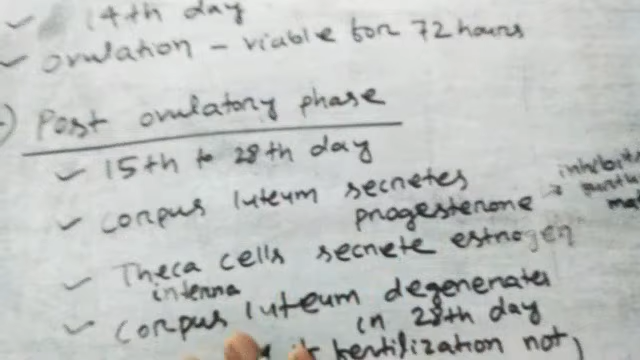 14th day
ovulation - viable for 72 hours
Post ovulatory phase
15th to 28th day
corpus luteum secretes
progesterone →
Theca cells secrete estrogen
interna
corpus luteum degenerates
in 28th day
if fertilization not